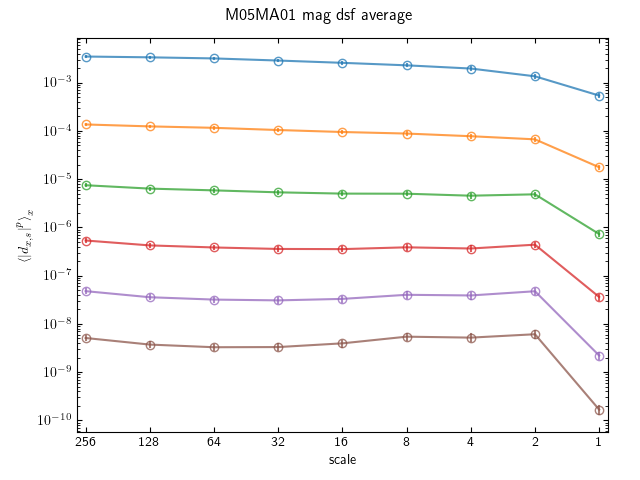 M05MA01 mag dsf average
10⁻³
10⁻⁴
10⁻⁵
10⁻⁶
10⁻⁷
10⁻⁸
10⁻⁹
10⁻¹⁰
⟨|d_{x,s}|^p⟩_x
256 128 64 32 16 8 4 2 1
scale